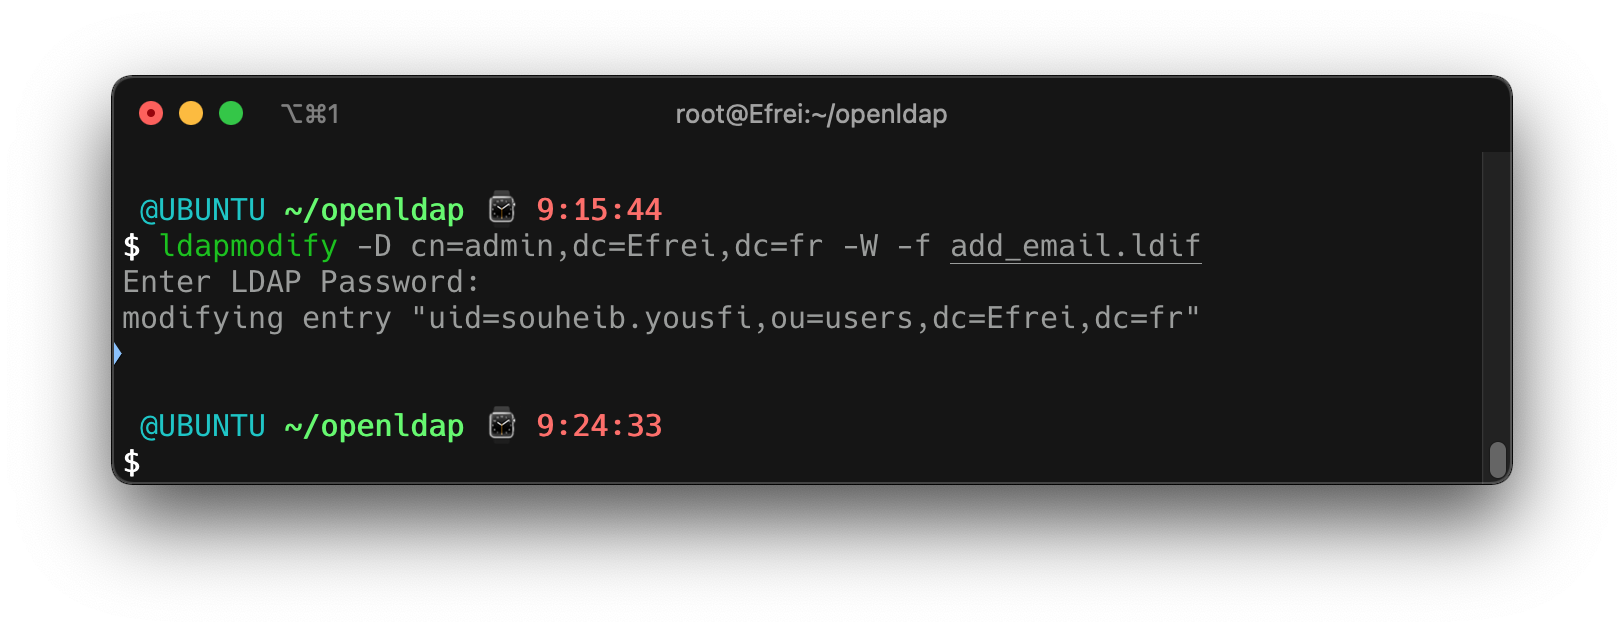 ⌥⌘1 root@Efrei:~/openldap
@UBUNTU ~/openldap ⌚ 9:15:44
$ ldapmodify -D cn=admin,dc=Efrei,dc=fr -W -f add_email.ldif
Enter LDAP Password:
modifying entry "uid=souheib.yousfi,ou=users,dc=Efrei,dc=fr"
@UBUNTU ~/openldap ⌚ 9:24:33
$